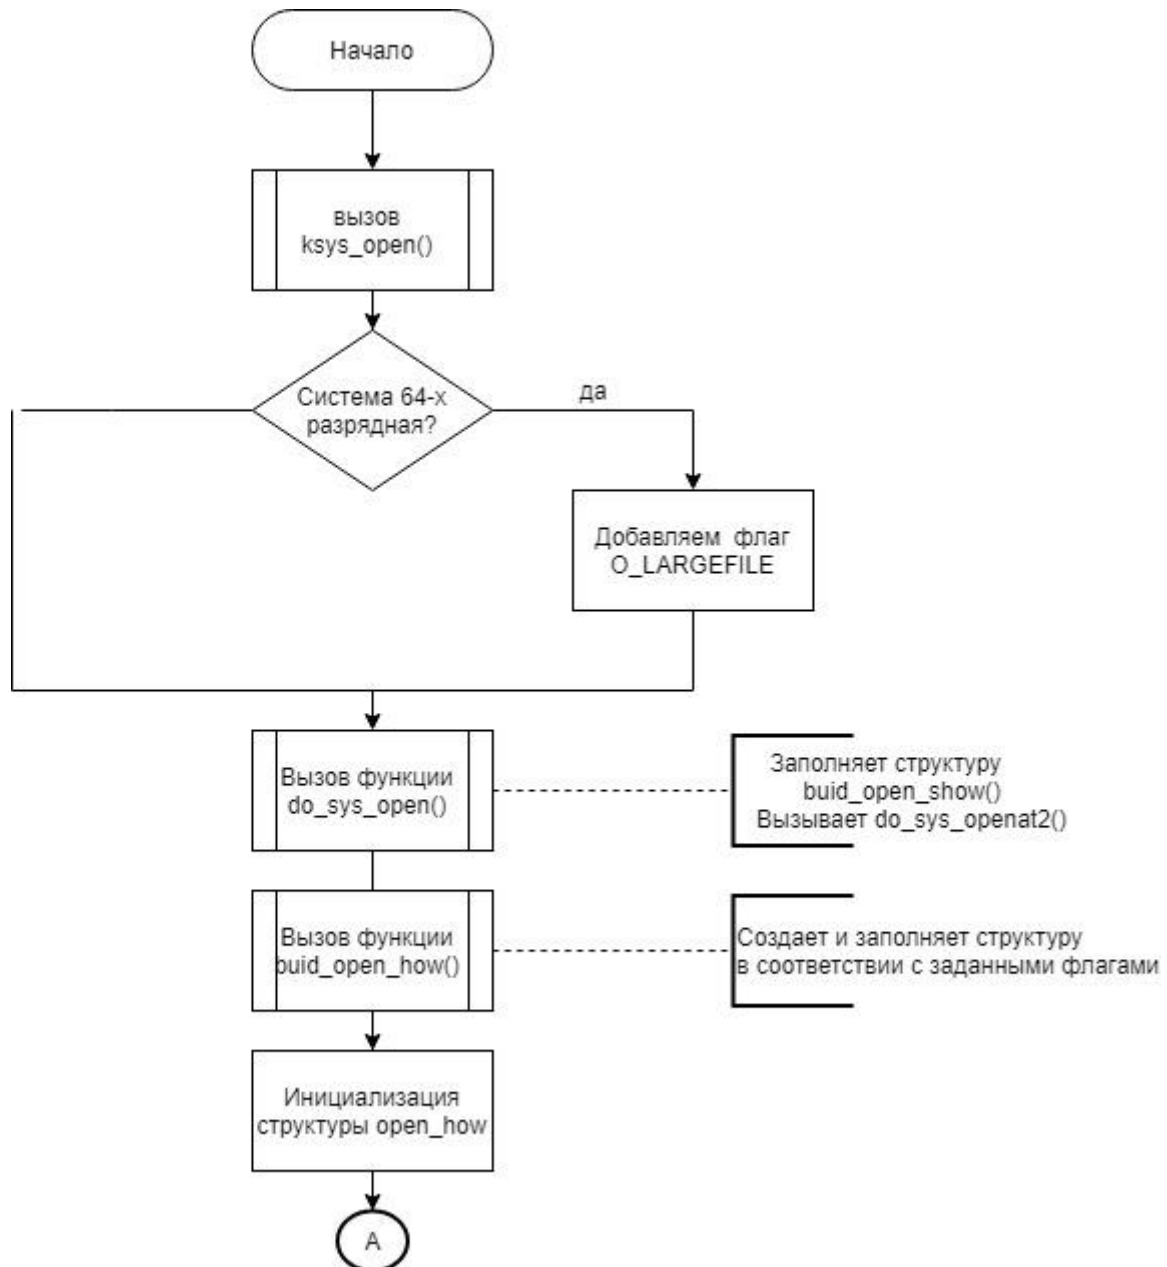 Начало
вызов
ksys_open()
Система 64-х
разрядная?
да
Добавляем флаг
O_LARGEFILE
Вызов функции
do_sys_open()
Заполняет структуру
buid_open_show()
Вызывает do_sys_openat2()
Вызов функции
buid_open_how()
Создает и заполняет структуру
в соответствии с заданными флагами
Инициализация
структуры open_how
А